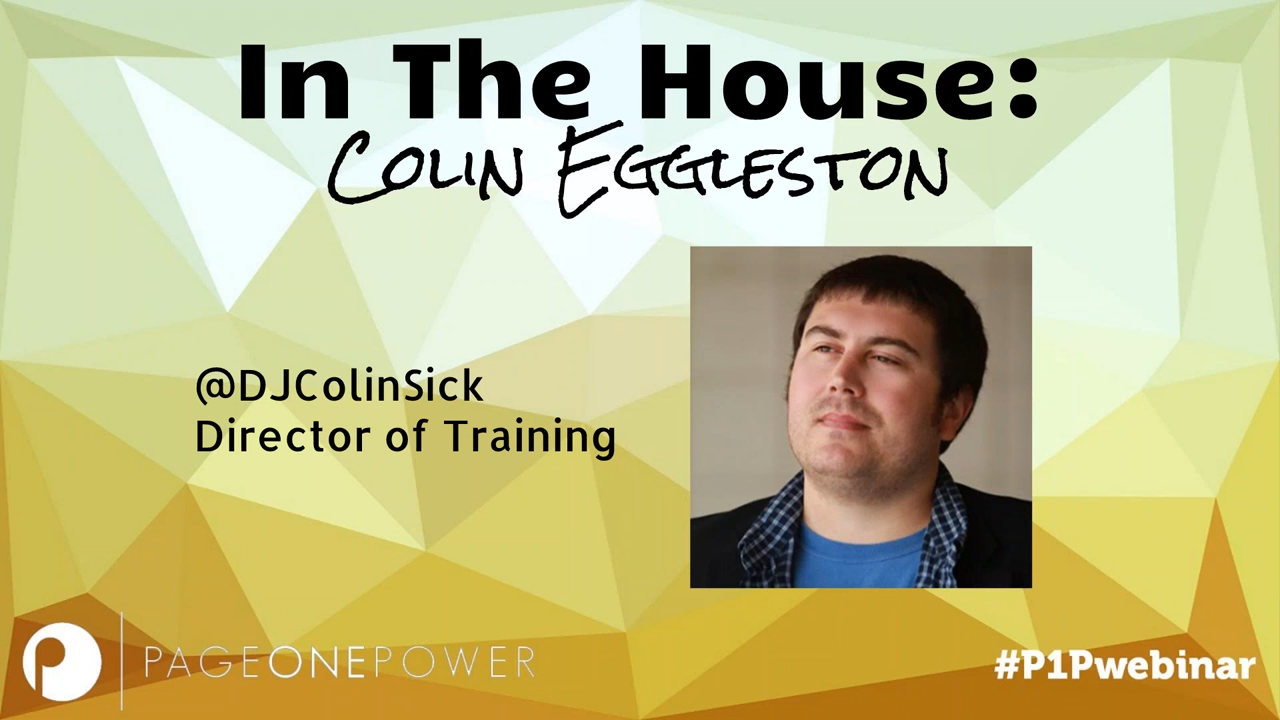 In The House:
Colin Eggleston
@DJColinSick
Director of Training
PAGEONEPOWER
#P1Pwebinar